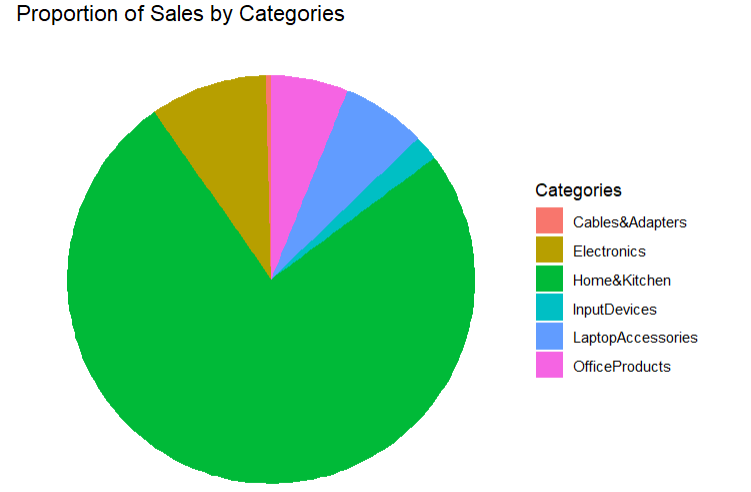 Proportion of Sales by Categories
Categories
Cables&Adapters
Electronics
Home&Kitchen
InputDevices
LaptopAccessories
OfficeProducts